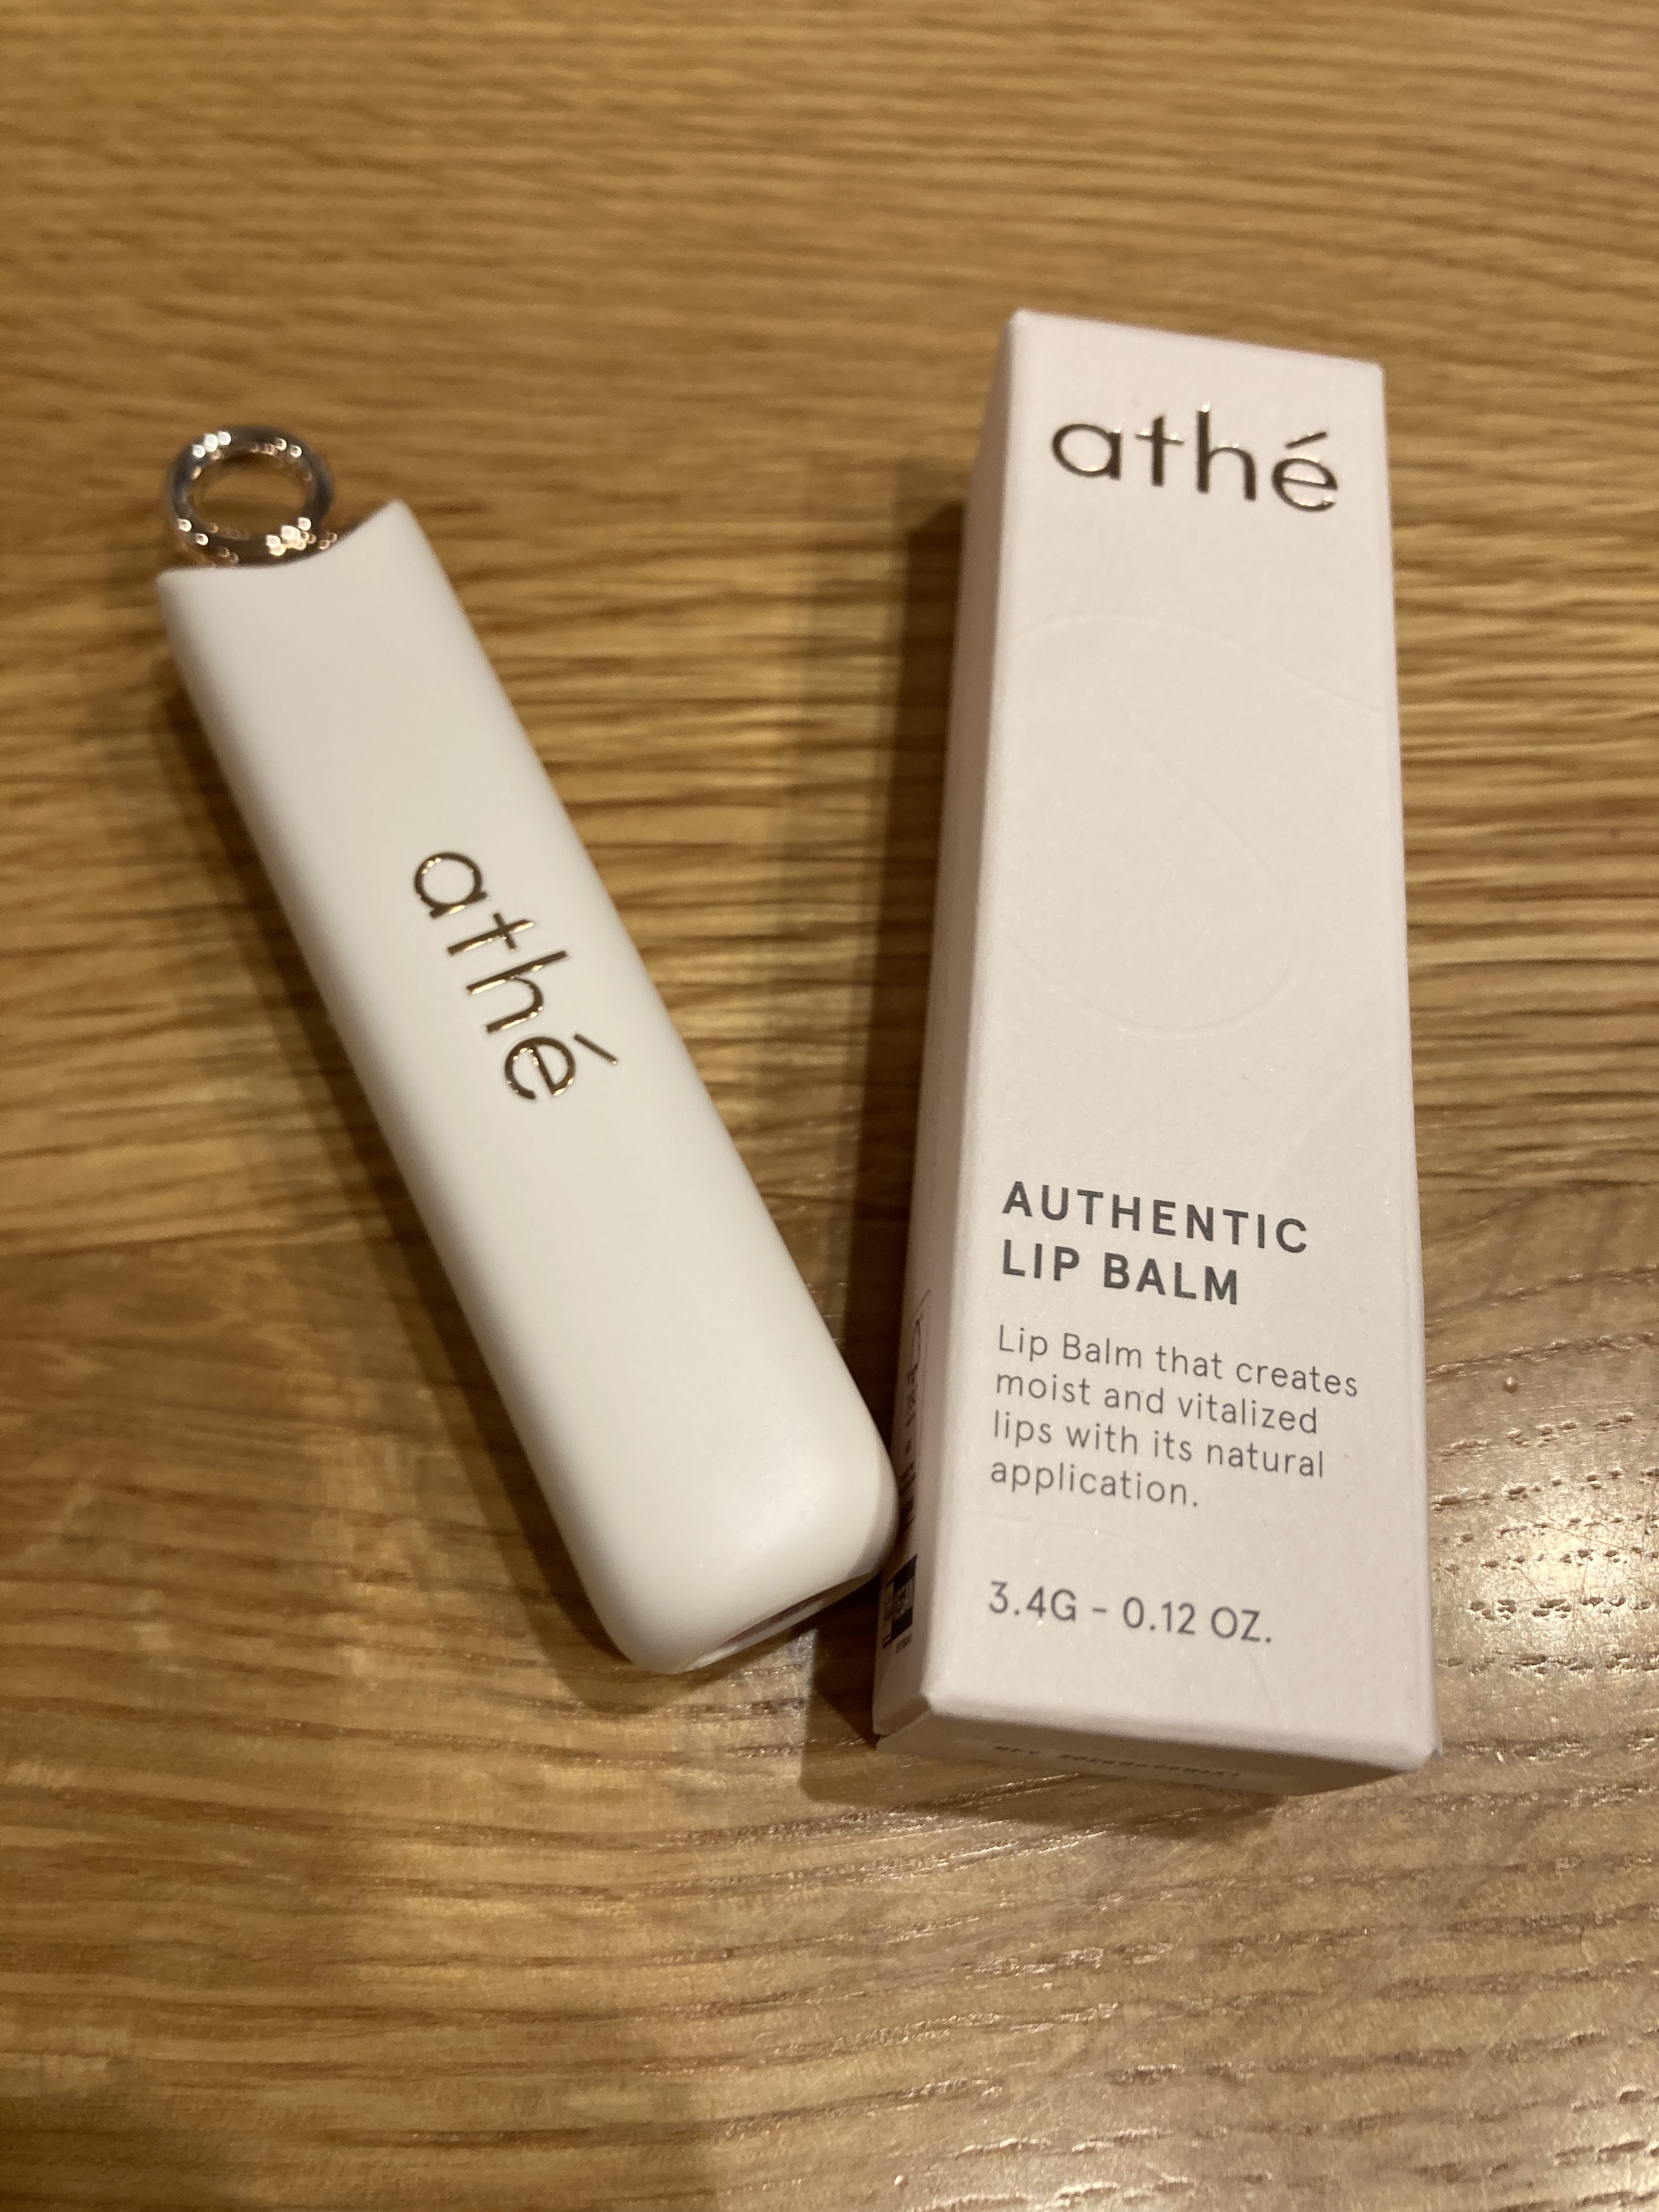 athé
athé
AUTHENTIC
LIP BALM
Lip Balm that creates
moist and vitalized
lips with its natural
application.
3.4G - 0.12 OZ.